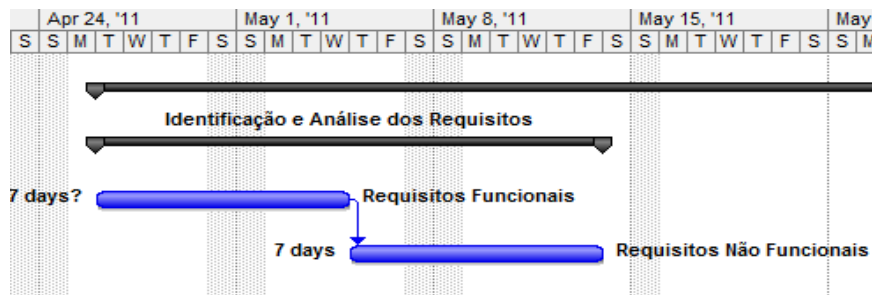 Apr 24, '11 May 1, '11 May 8, '11 May 15, '11 May
S S M T W T F S S M T W T F S S M T W T F S S M T W T F S S M
Identificação e Análise dos Requisitos
7 days? Requisitos Funcionais
7 days Requisitos Não Funcionais